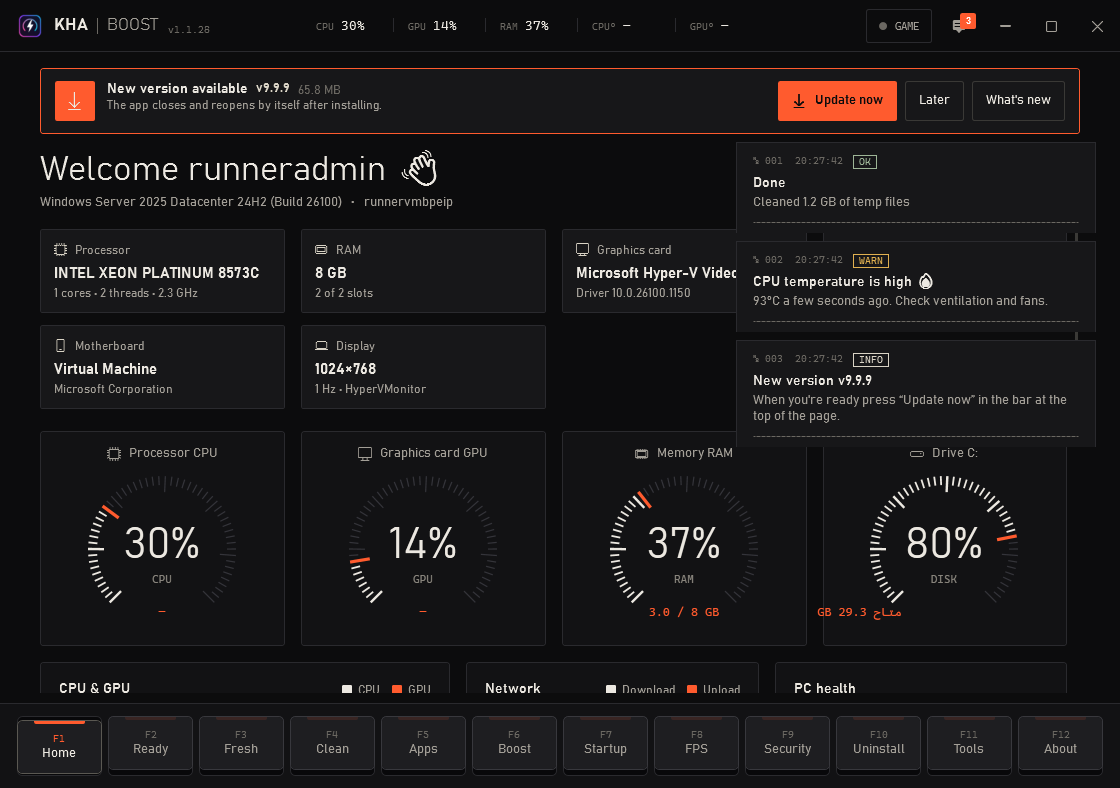 KHA | BOOST v1.1.28
CPU 30% GPU 14% RAM 37% CPU° — GPU° —
GAME
3
New version available v9.9.9 65.8 MB
The app closes and reopens by itself after installing.
Update now
Later
What's new
Welcome runneradmin
Windows Server 2025 Datacenter 24H2 (Build 26100) • runnervmbpeip
% 001 20:27:42 OK
Done
Cleaned 1.2 GB of temp files
% 002 20:27:42 WARN
CPU temperature is high
93°C a few seconds ago. Check ventilation and fans.
% 003 20:27:42 INFO
New version v9.9.9
When you're ready press “Update now” in the bar at the
top of the page.
Processor
INTEL XEON PLATINUM 8573C
1 cores • 2 threads • 2.3 GHz
RAM
8 GB
2 of 2 slots
Graphics card
Microsoft Hyper-V Video
Driver 10.0.26100.1150
Motherboard
Virtual Machine
Microsoft Corporation
Display
1024×768
1 Hz • HyperVMonitor
Processor CPU
30%
CPU
—
Graphics card GPU
14%
GPU
—
Memory RAM
37%
RAM
3.0 / 8 GB
Drive C:
80%
DISK
متاح 29.3 GB
CPU & GPU
CPU GPU
Network
Download Upload
PC health
F1 Home
F2 Ready
F3 Fresh
F4 Clean
F5 Apps
F6 Boost
F7 Startup
F8 FPS
F9 Security
F10 Uninstall
F11 Tools
F12 About